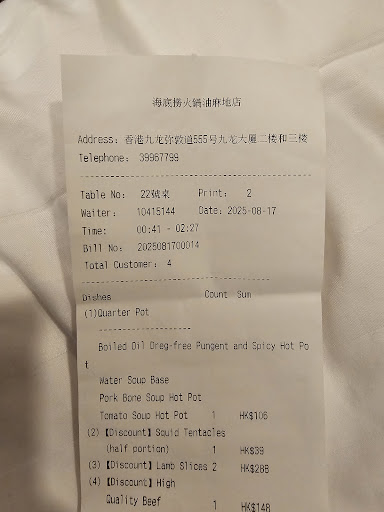 海底撈火鍋油麻地店
Address: 香港九龙弥敦道555号九龙大厦二楼和三楼
Telephone: 39967799
Table No: 22號桌 Print: 2
Waiter: 10415144 Date: 2025-08-17
Time: 00:41 - 02:27
Bill No: 2025081700014
Total Customer: 4
Dishes Count Sum
(1)Quarter Pot
Boiled Oil Dreg-free Pungent and Spicy Hot Po
t
Water Soup Base
Pork Bone Soup Hot Pot
Tomato Soup Hot Pot 1 HK$106
(2)【Discount】Squid Tentacles
(half portion) 1 HK$39
(3)【Discount】Lamb Slices 2 HK$288
(4)【Discount】High
Quality Beef 1 HK$148